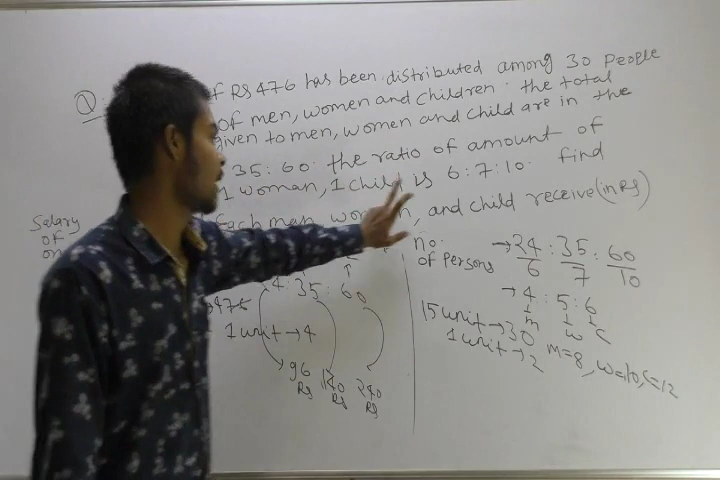 Q:
of RS 476 has been distributed among 30 People
of men, women and children. the total
given to men, women and child are in the
35:60. the ratio of amount of
1 woman, 1 child is 6:7:10. find
Each man, woman, and child receive (in RS)
Salary
of
4:35:60
476
1 unit → 4
96 140 240
RS RS RS
no.
of Persons → 24/6 : 35/7 : 60/10
→ 4 : 5 : 6
m w c
15 unit → 30
1 unit → 2
m=8, w=10, c=12